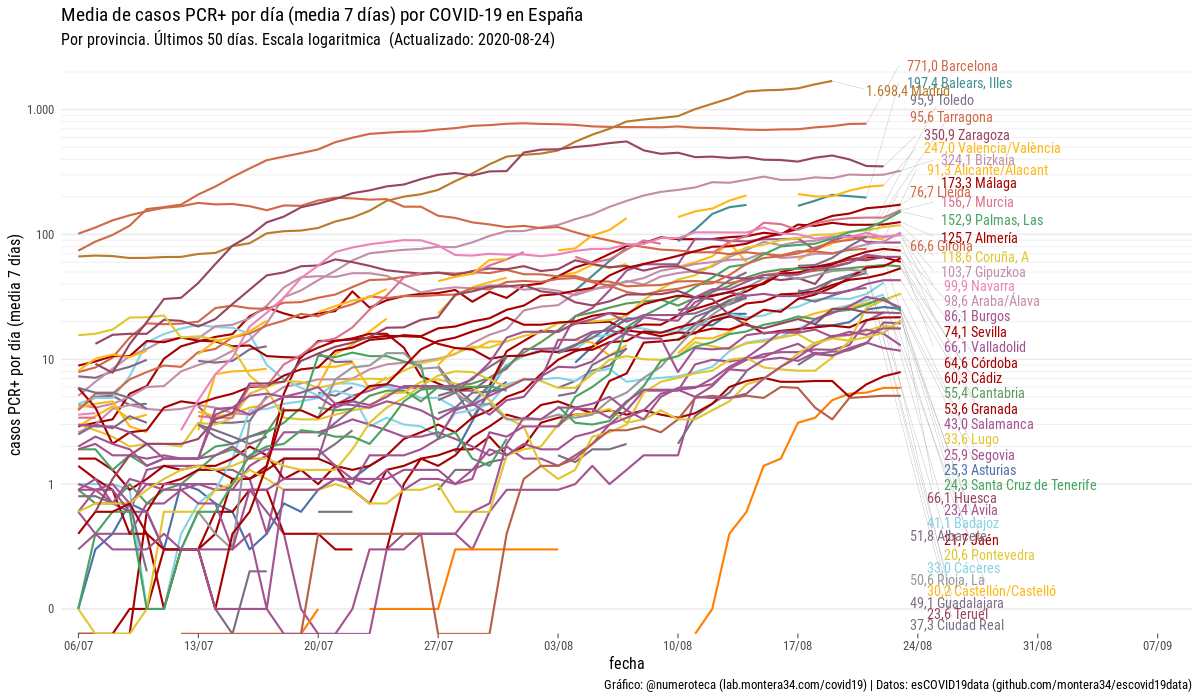 Media de casos PCR+ por día (media 7 días) por COVID-19 en España
Por provincia. Últimos 50 días. Escala logaritmica (Actualizado: 2020-08-24)
casos PCR+ por día (media 7 días)
1.000
100
10
1
0
771,0 Barcelona
197,4 Balears, Illes
1.698,4 Madrid
95,9 Toledo
95,6 Tarragona
350,9 Zaragoza
247,0 Valencia/València
324,1 Bizkaia
91,3 Alicante/Alacant
173,3 Málaga
76,7 Lleida
156,7 Murcia
152,9 Palmas, Las
125,7 Almería
66,6 Girona
118,6 Coruña, A
103,7 Gipuzkoa
99,9 Navarra
98,6 Araba/Álava
86,1 Burgos
74,1 Sevilla
66,1 Valladolid
64,6 Córdoba
60,3 Cádiz
55,4 Cantabria
53,6 Granada
43,0 Salamanca
33,6 Lugo
25,9 Segovia
25,3 Asturias
24,3 Santa Cruz de Tenerife
66,1 Huesca
23,4 Ávila
41,1 Badajoz
51,8 Albacete
21,7 Jaén
20,6 Pontevedra
33,0 Cáceres
50,6 Rioja, La
30,2 Castellón/Castelló
49,1 Guadalajara
23,6 Teruel
37,3 Ciudad Real
06/07
13/07
20/07
27/07
03/08
10/08
17/08
24/08
31/08
07/09
fecha
Gráfico: @numeroteca (lab.montera34.com/covid19) | Datos: esCOVID19data (github.com/montera34/escovid19data)